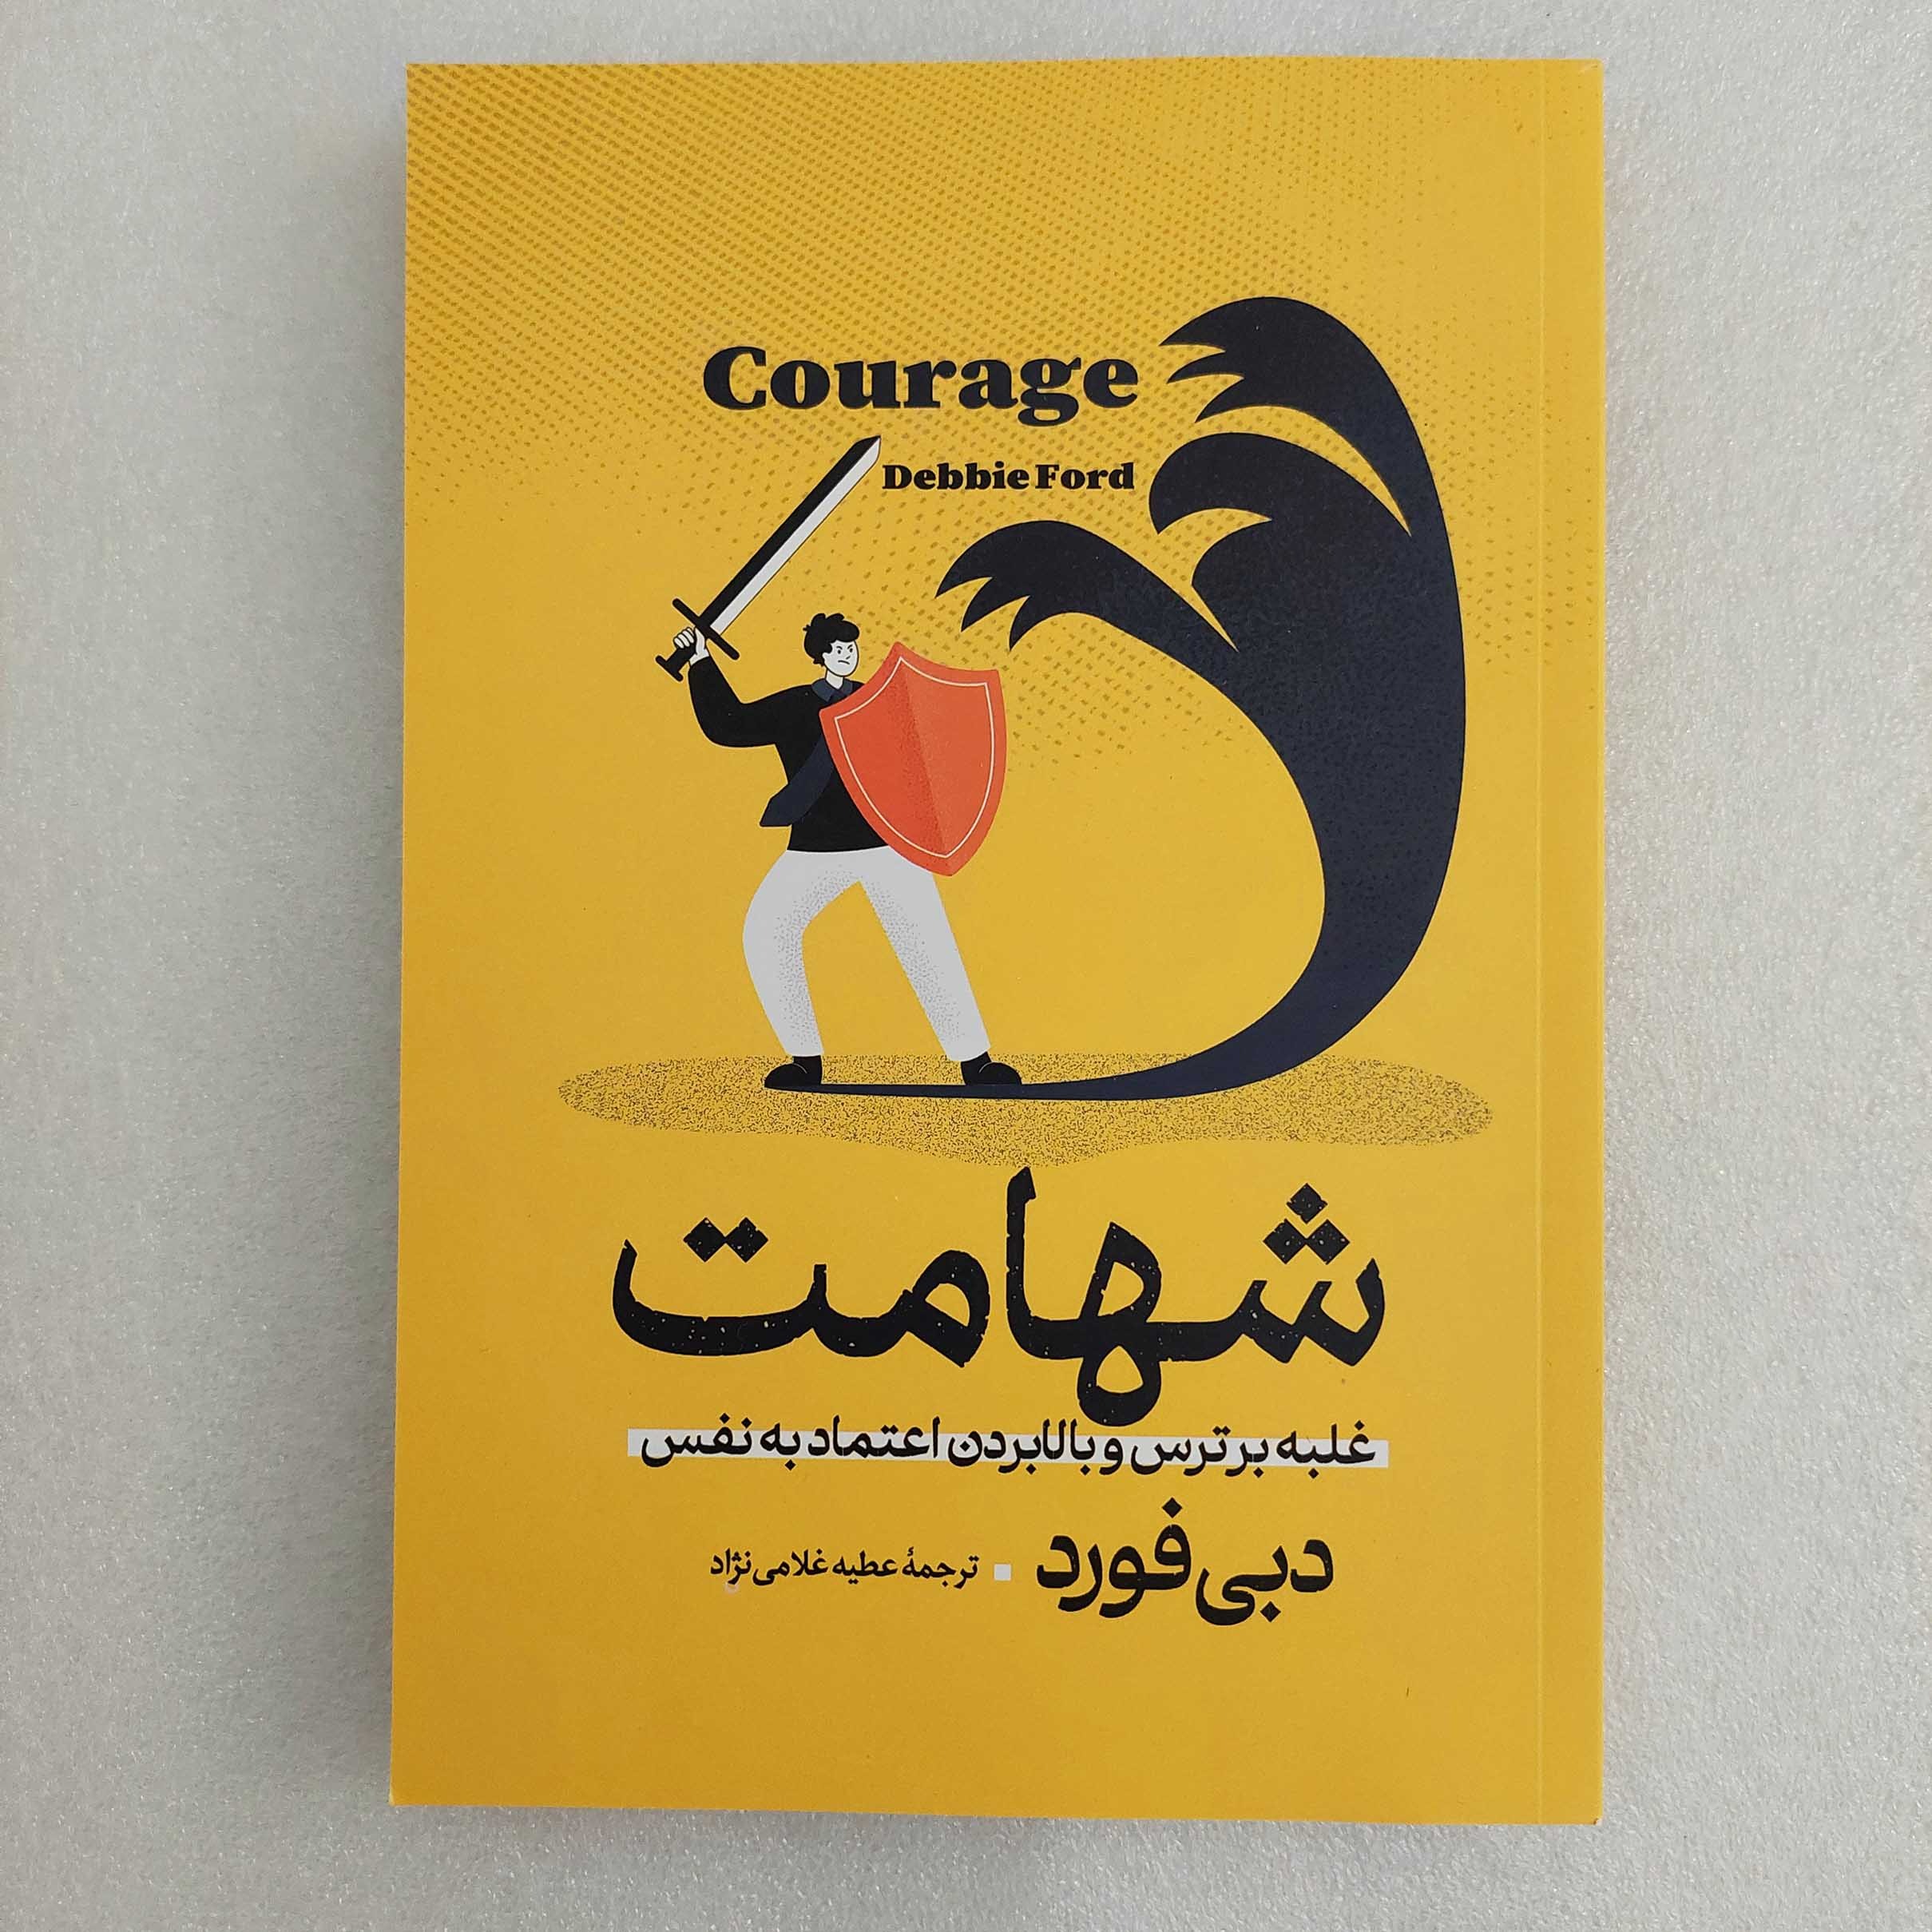 Courage
Debbie Ford
شهامت
غلبه بر ترس و بالابردن اعتماد به نفس
دبی فورد ▪ ترجمهٔ عطیه غلامی‌نژاد